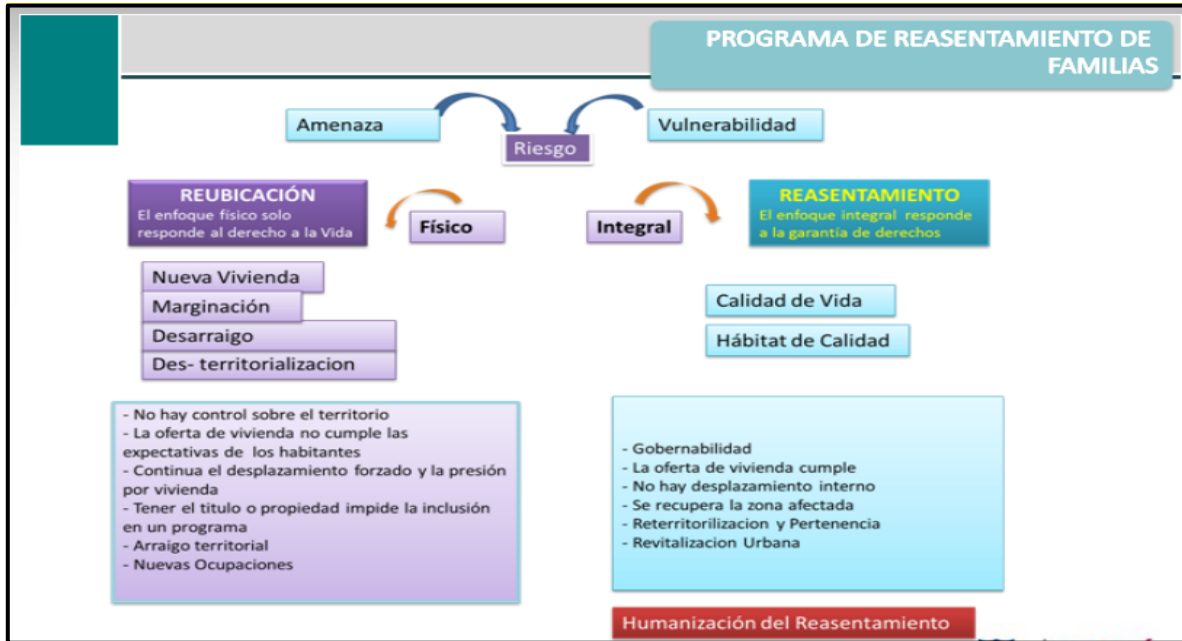 PROGRAMA DE REASENTAMIENTO DE
FAMILIAS
Amenaza
Vulnerabilidad
Riesgo
REUBICACIÓN
El enfoque físico solo
responde al derecho a la Vida
Físico
Integral
REASENTAMIENTO
El enfoque integral responde
a la garantía de derechos
Nueva Vivienda
Marginación
Desarraigo
Des- territorializacion
Calidad de Vida
Hábitat de Calidad
- No hay control sobre el territorio
- La oferta de vivienda no cumple las
expectativas de los habitantes
- Continua el desplazamiento forzado y la presión
por vivienda
- Tener el titulo o propiedad impide la inclusión
en un programa
- Arraigo territorial
- Nuevas Ocupaciones
- Gobernabilidad
- La oferta de vivienda cumple
- No hay desplazamiento interno
- Se recupera la zona afectada
- Reterritorilizacion y Pertenencia
- Revitalizacion Urbana
Humanización del Reasentamiento